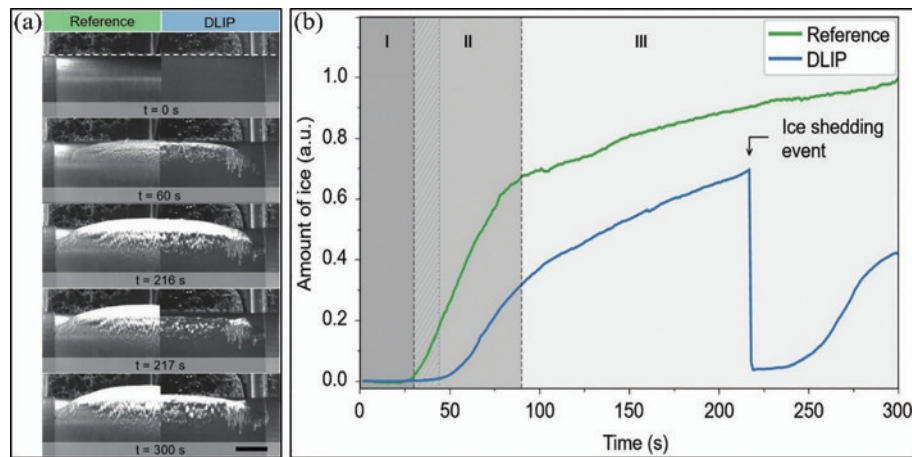 (a)
Reference
DLIP
t = 0 s
t = 60 s
t = 216 s
t = 217 s
t = 300 s
(b)
I
II
III
Reference
DLIP
Ice shedding
event
Amount of ice (a.u.)
1.0
0.8
0.6
0.4
0.2
0.0
0
50
100
150
200
250
300
Time (s)